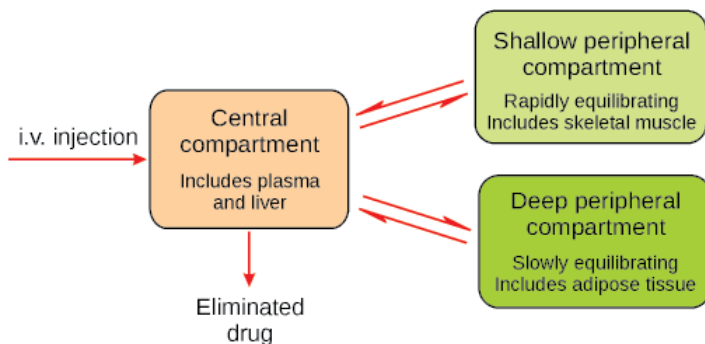 i.v. injection
Central
compartment
Includes plasma
and liver
Eliminated
drug
Shallow peripheral
compartment
Rapidly equilibrating
Includes skeletal muscle
Deep peripheral
compartment
Slowly equilibrating
Includes adipose tissue